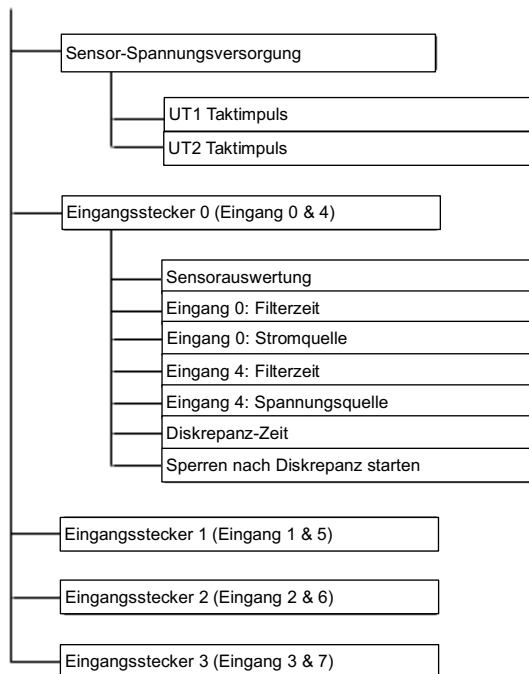 Sensor-Spannungsversorgung
UT1 Taktimpuls
UT2 Taktimpuls
Eingangsstecker 0 (Eingang 0 & 4)
Sensorauswertung
Eingang 0: Filterzeit
Eingang 0: Stromquelle
Eingang 4: Filterzeit
Eingang 4: Spannungsquelle
Diskrepanz-Zeit
Sperren nach Diskrepanz starten
Eingangsstecker 1 (Eingang 1 & 5)
Eingangsstecker 2 (Eingang 2 & 6)
Eingangsstecker 3 (Eingang 3 & 7)